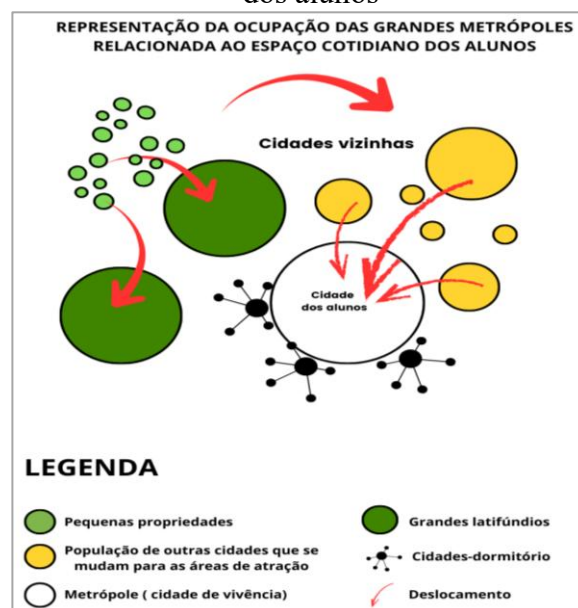 dos alunos
REPRESENTAÇÃO DA OCUPAÇÃO DAS GRANDES METRÓPOLES
RELACIONADA AO ESPAÇO COTIDIANO DOS ALUNOS
Cidades vizinhas
Cidade
dos alunos
LEGENDA
Pequenas propriedades
População de outras cidades que se
mudam para as áreas de atração
Metrópole ( cidade de vivência)
Grandes latifúndios
Cidades-dormitório
Deslocamento